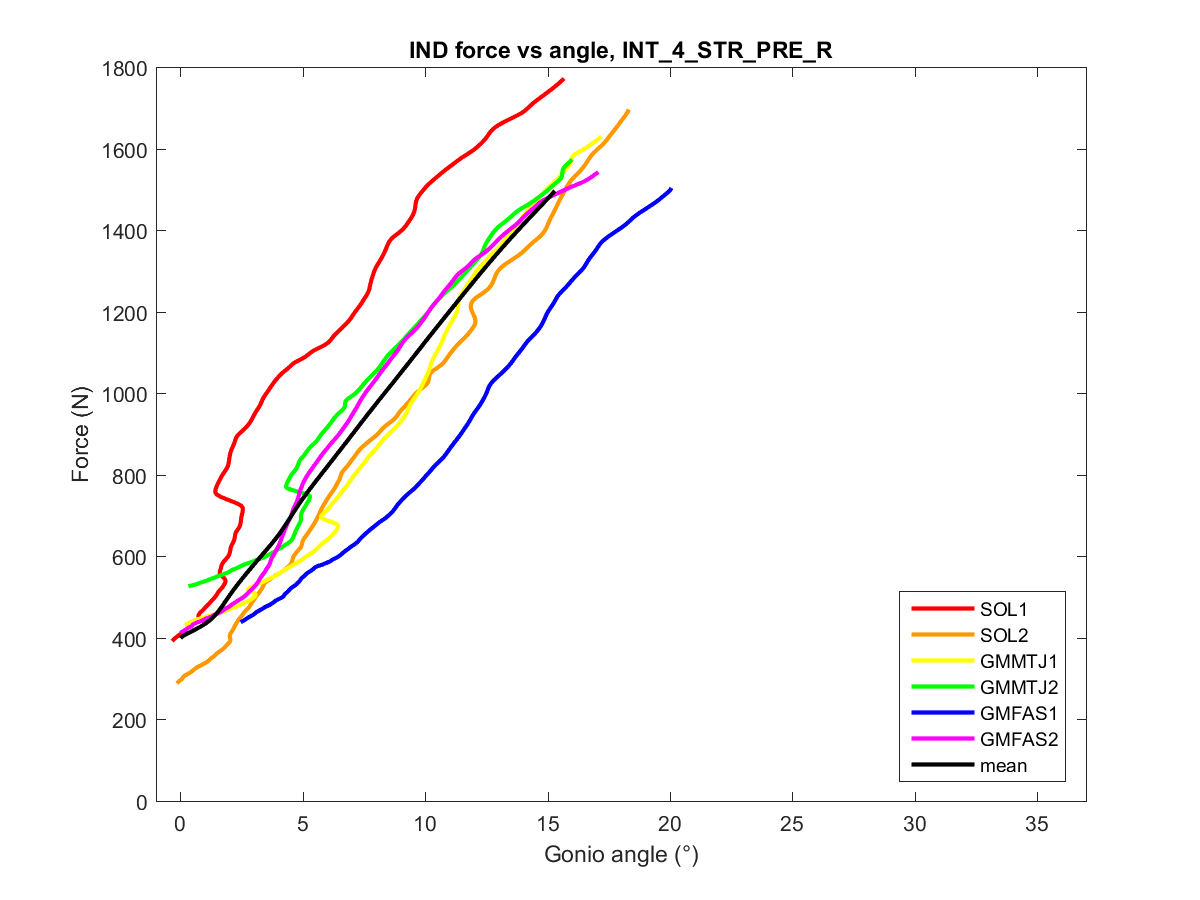 IND force vs angle, INT_4_STR_PRE_R
1800
1600
1400
1200
1000
800
600
400
200
0
Force (N)
0 5 10 15 20 25 30 35
Gonio angle (°)
SOL1
SOL2
GMMTJ1
GMMTJ2
GMFAS1
GMFAS2
mean